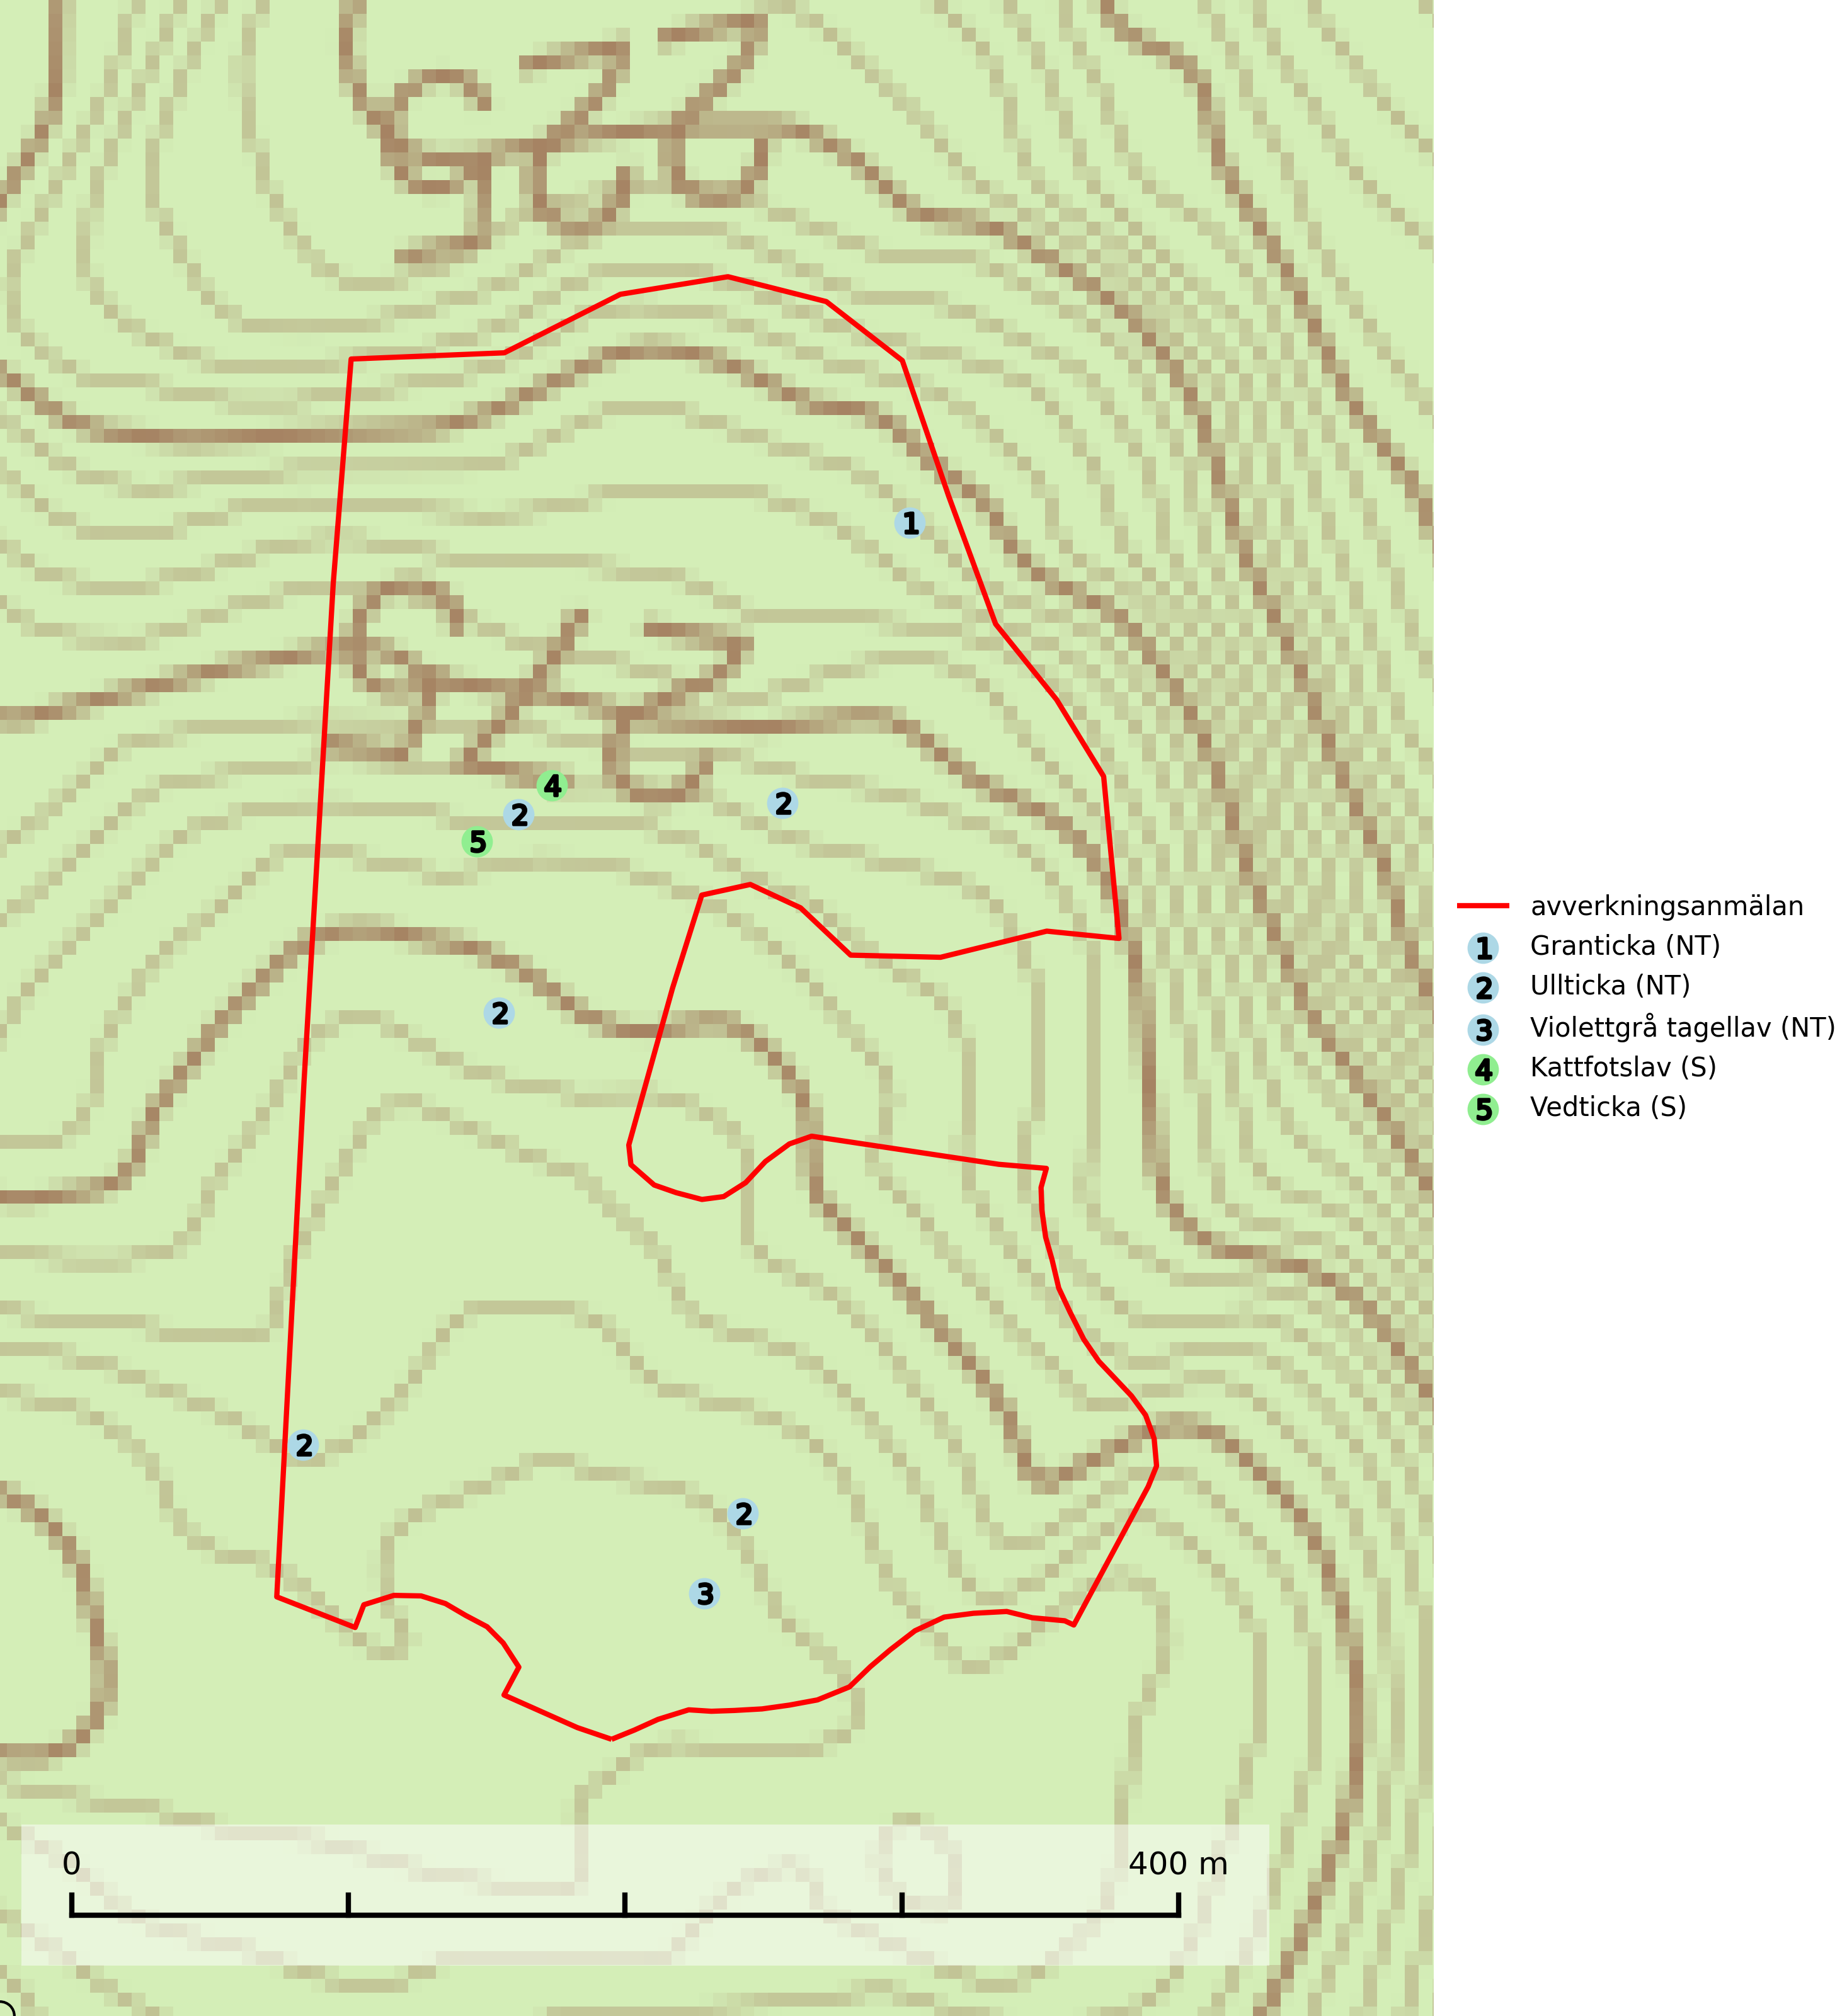 1
4
2
2
5
2
2
2
3
0 400 m
avverkningsanmälan
1 Granticka (NT)
2 Ullticka (NT)
3 Violettgrå tagellav (NT)
4 Kattfotslav (S)
5 Vedticka (S)